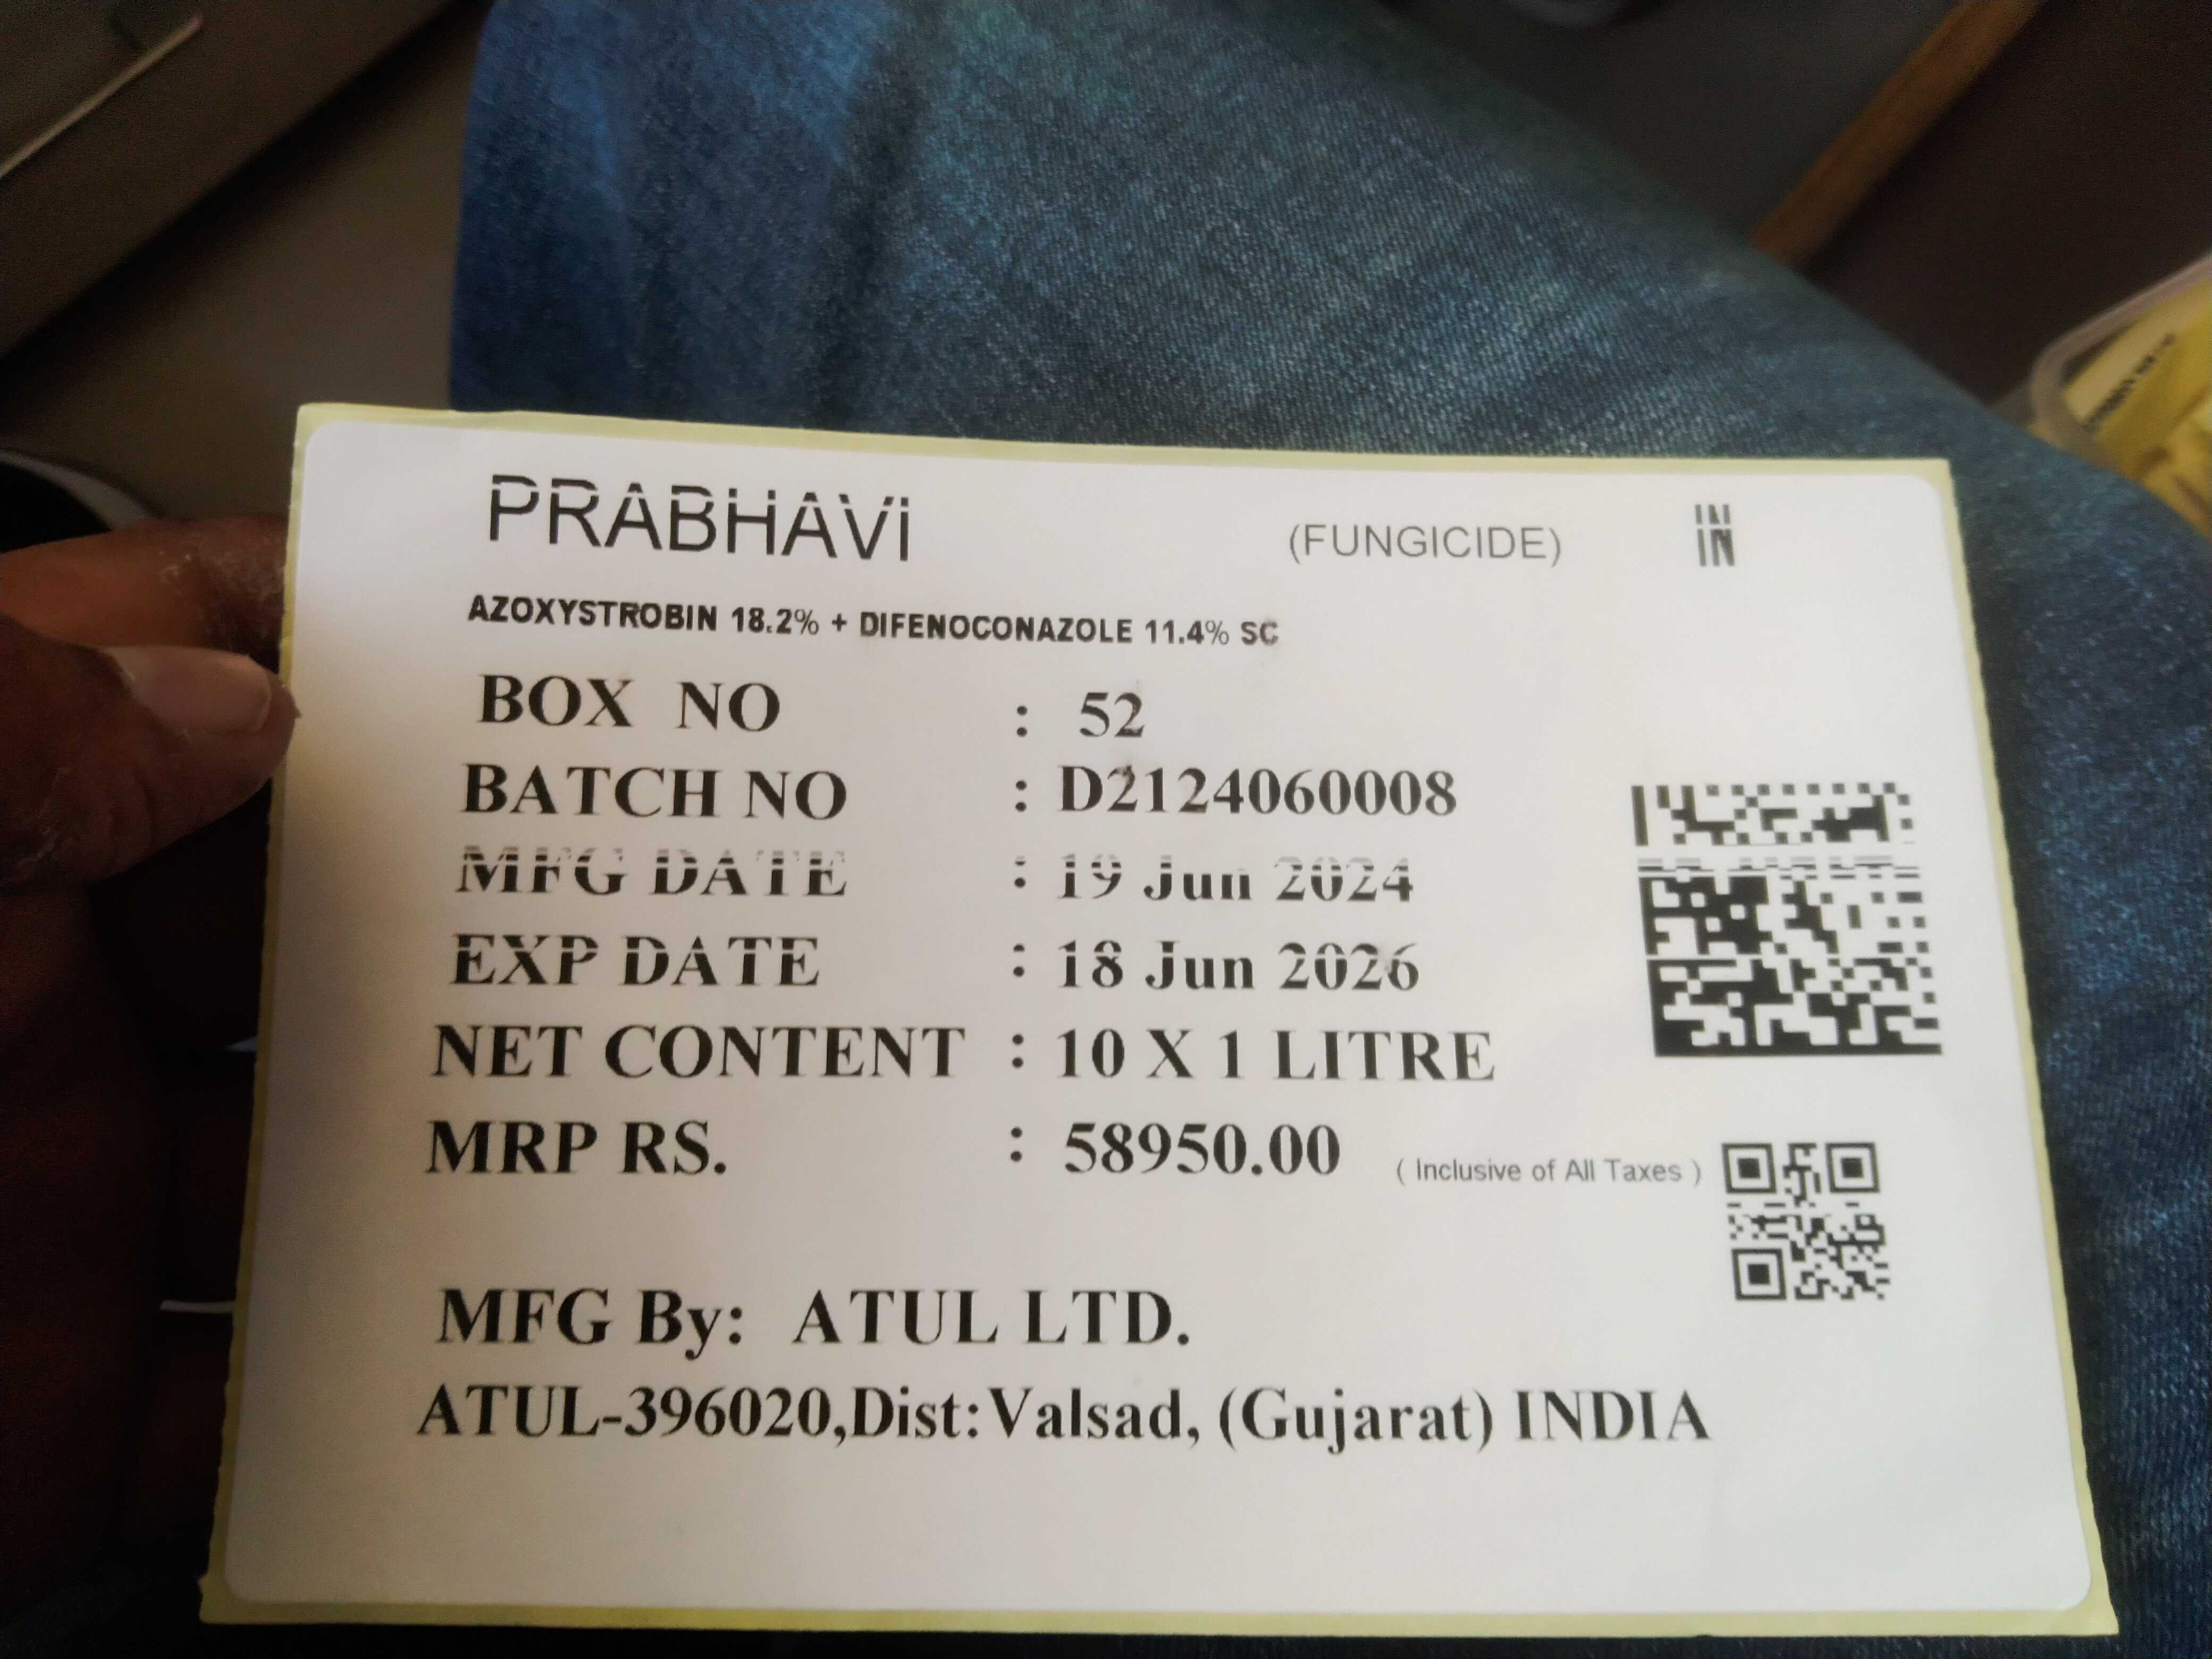 PRABHAVi (FUNGICIDE) IN
AZOXYSTROBIN 18.2% + DIFENOCONAZOLE 11.4% SC
BOX NO : 52
BATCH NO : D2124060008
MFG DATE : 19 Jun 2024
EXP DATE : 18 Jun 2026
NET CONTENT : 10 X 1 LITRE
MRP RS. : 58950.00 ( Inclusive of All Taxes )
MFG By: ATUL LTD.
ATUL-396020,Dist:Valsad, (Gujarat) INDIA